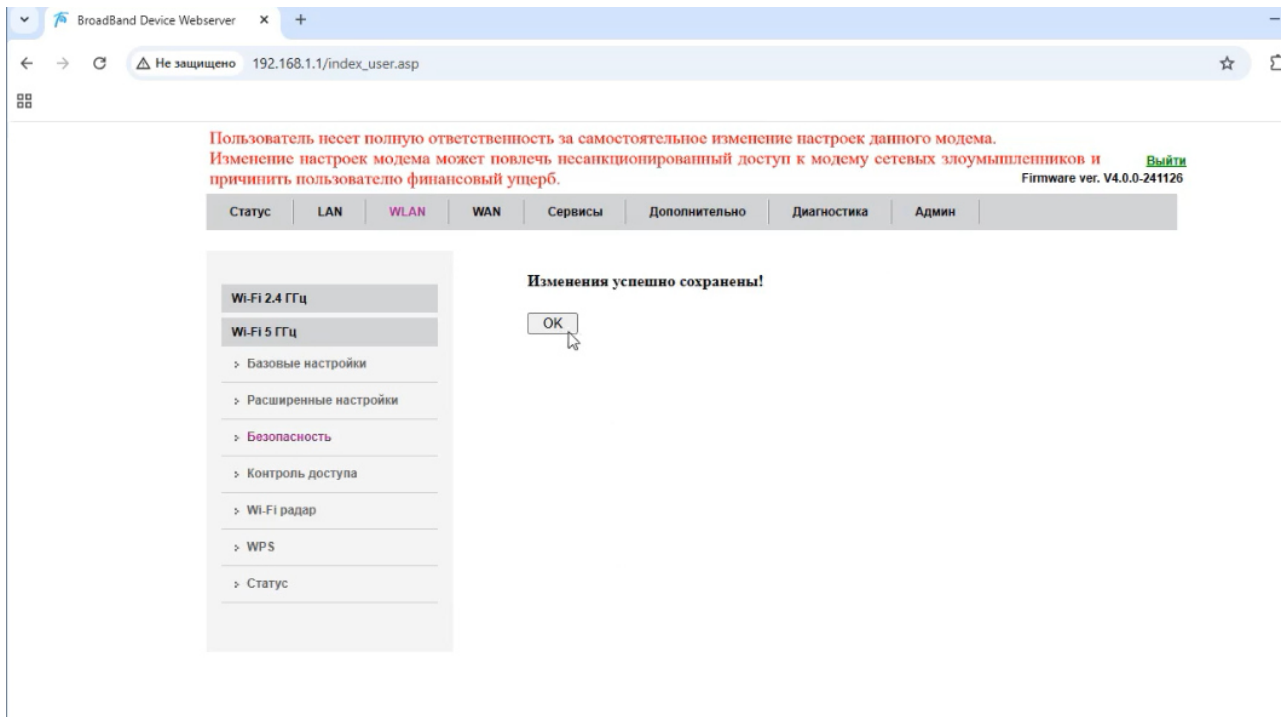 BroadBand Device Webserver
Не защищено 192.168.1.1/index_user.asp
Пользователь несет полную ответственность за самостоятельное изменение настроек данного модема.
Изменение настроек модема может повлечь несанкционированный доступ к модему сетевых злоумышленников и
причинить пользователю финансовый ущерб.
Выйти
Firmware ver. V4.0.0-241126
Статус LAN WLAN WAN Сервисы Дополнительно Диагностика Админ
Wi-Fi 2.4 ГГц
Wi-Fi 5 ГГц
Базовые настройки
Расширенные настройки
Безопасность
Контроль доступа
Wi-Fi радар
WPS
Статус
Изменения успешно сохранены!
OK